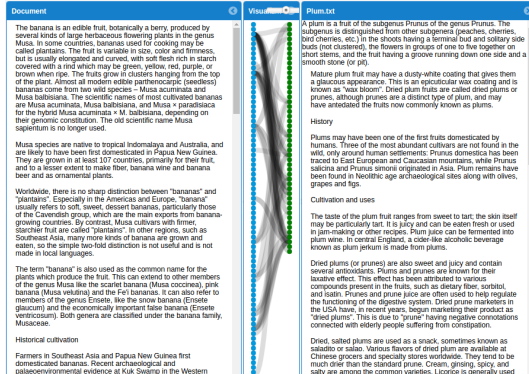 Document
The banana is an edible fruit, botanically a berry, produced by
several kinds of large herbaceous flowering plants in the genus
Musa. In some countries, bananas used for cooking may be
called plantains. The fruit is variable in size, color and firmness,
but is usually elongated and curved, with soft flesh rich in starch
covered with a rind which may be green, yellow, red, purple, or
brown when ripe. The fruits grow in clusters hanging from the top
of the plant. Almost all modern edible parthenocarpic (seedless)
bananas come from two wild species – Musa acuminata and
Musa balbisiana. The scientific names of most cultivated bananas
are Musa acuminata, Musa balbisiana, and Musa × paradisiaca
for the hybrid Musa acuminata × M. balbisiana, depending on
their genomic constitution. The old scientific name Musa
sapientum is no longer used.
Musa species are native to tropical Indomalaya and Australia, and
are likely to have been first domesticated in Papua New Guinea.
They are grown in at least 107 countries, primarily for their fruit,
and to a lesser extent to make fiber, banana wine and banana
beer and as ornamental plants.
Worldwide, there is no sharp distinction between "bananas" and
"plantains". Especially in the Americas and Europe, "banana"
usually refers to soft, sweet, dessert bananas, particularly those
of the Cavendish group, which are the main exports from banana-
growing countries. By contrast, Musa cultivars with firmer,
starchier fruit are called "plantains". In other regions, such as
Southeast Asia, many more kinds of banana are grown and
eaten, so the simple two-fold distinction is not useful and is not
made in local languages.
The term "banana" is also used as the common name for the
plants which produce the fruit. This can extend to other members
of the genus Musa like the scarlet banana (Musa coccinea), pink
banana (Musa velutina) and the Fe'i bananas. It can also refer to
members of the genus Ensete, like the snow banana (Ensete
glaucum) and the economically important false banana (Ensete
ventricosum). Both genera are classified under the banana family,
Musaceae.
Historical cultivation
Farmers in Southeast Asia and Papua New Guinea first
domesticated bananas. Recent archaeological and
palaeoenvironmental evidence at Kuk Swamp in the Western
Plum.txt
A plum is a fruit of the subgenus Prunus of the genus Prunus. The
subgenus is distinguished from other subgenera (peaches, cherries,
bird cherries, etc.) in the shoots having a terminal bud and solitary side
buds (not clustered), the flowers in groups of one to five together on
short stems, and the fruit having a groove running down one side and a
smooth stone (or pit).
Mature plum fruit may have a dusty-white coating that gives them
a glaucous appearance. This is an epicuticular wax coating and is
known as "wax bloom". Dried plum fruits are called dried plums or
prunes, although prunes are a distinct type of plum, and may
have antedated the fruits now commonly known as plums.
History
Plums may have been one of the first fruits domesticated by
humans. Three of the most abundant cultivars are not found in the
wild, only around human settlements: Prunus domestica has been
traced to East European and Caucasian mountains, while Prunus
salicina and Prunus simonii originated in Asia. Plum remains have
been found in Neolithic age archaeological sites along with olives,
grapes and figs.
Cultivation and uses
The taste of the plum fruit ranges from sweet to tart; the skin itself
may be particularly tart. It is juicy and can be eaten fresh or used
in jam-making or other recipes. Plum juice can be fermented into
plum wine. In central England, a cider-like alcoholic beverage
known as plum jerkum is made from plums.
Dried plums (or prunes) are also sweet and juicy and contain
several antioxidants. Plums and prunes are known for their
laxative effect. This effect has been attributed to various
compounds present in the fruits, such as dietary fiber, sorbitol,
and isatin. Prunes and prune juice are often used to help regulate
the functioning of the digestive system. Dried prune marketers in
the USA have, in recent years, begun marketing their product as
"dried plums". This is due to "prune" having negative connotations
connected with elderly people suffering from constipation.
Dried, salted plums are used as a snack, sometimes known as
saladito or salao. Various flavors of dried plum are available at
Chinese grocers and specialty stores worldwide. They tend to be
much drier than the standard prune. Cream, ginseng, spicy, and
salty are among the common varieties. Licorice is generally used